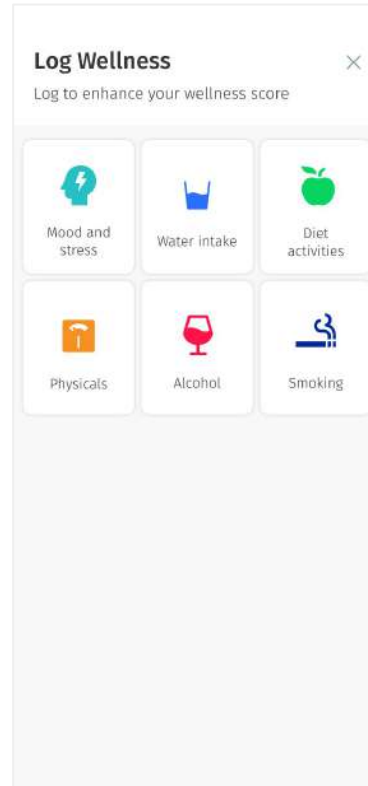 Log Wellness
Log to enhance your wellness score
Mood and
stress
Water intake
Diet
activities
Physicals
Alcohol
Smoking